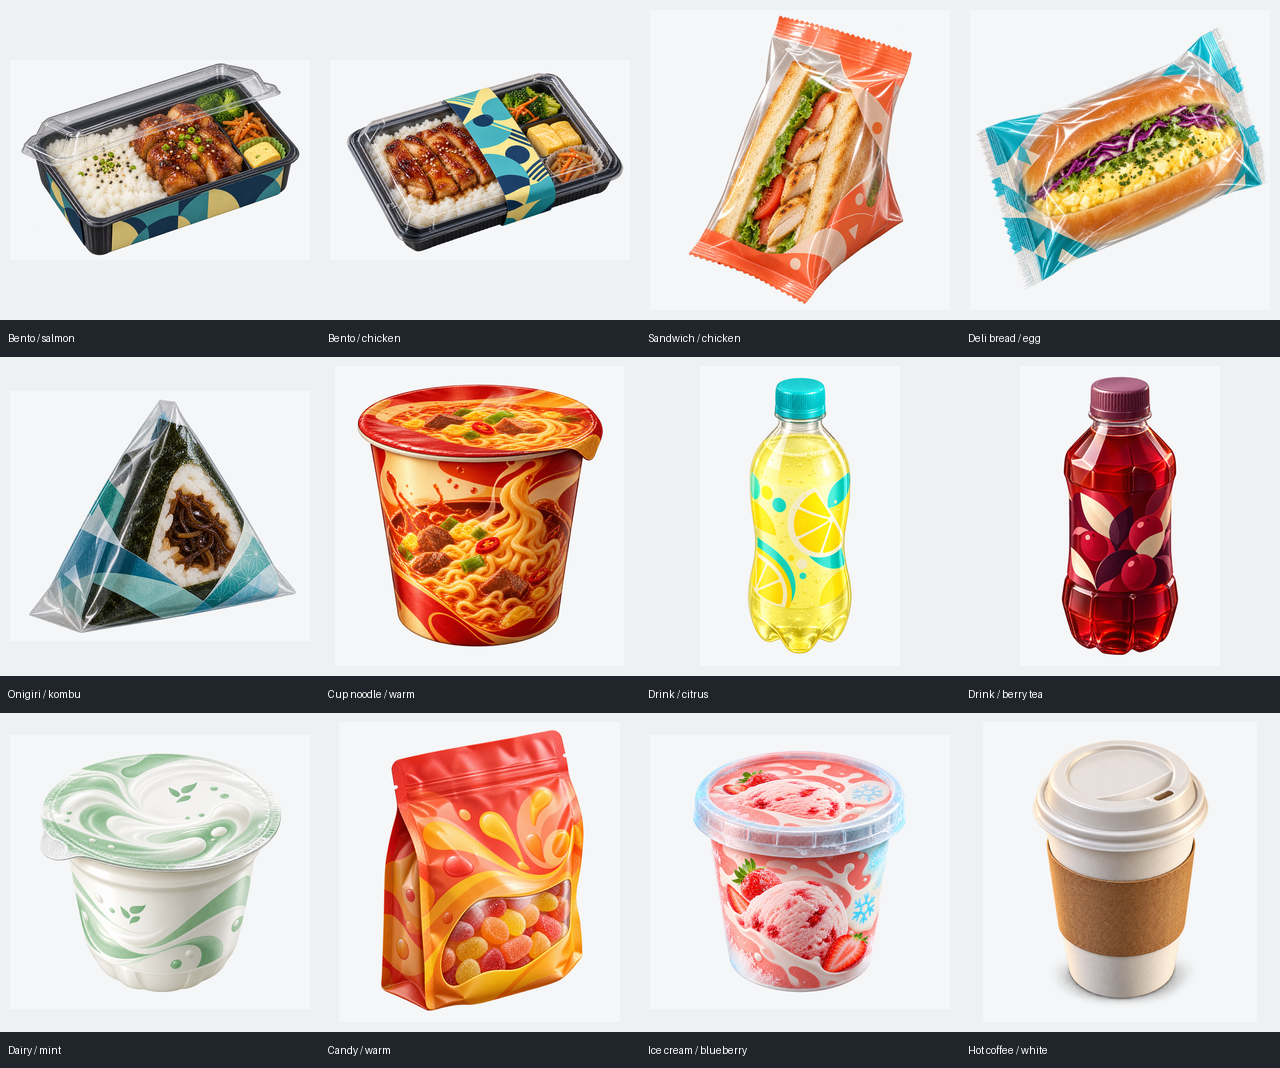 Bento / salmon
Bento / chicken
Sandwich / chicken
Deli bread / egg
Onigiri / kombu
Cup noodle / warm
Drink / citrus
Drink / berry tea
Dairy / mint
Candy / warm
Ice cream / blueberry
Hot coffee / white